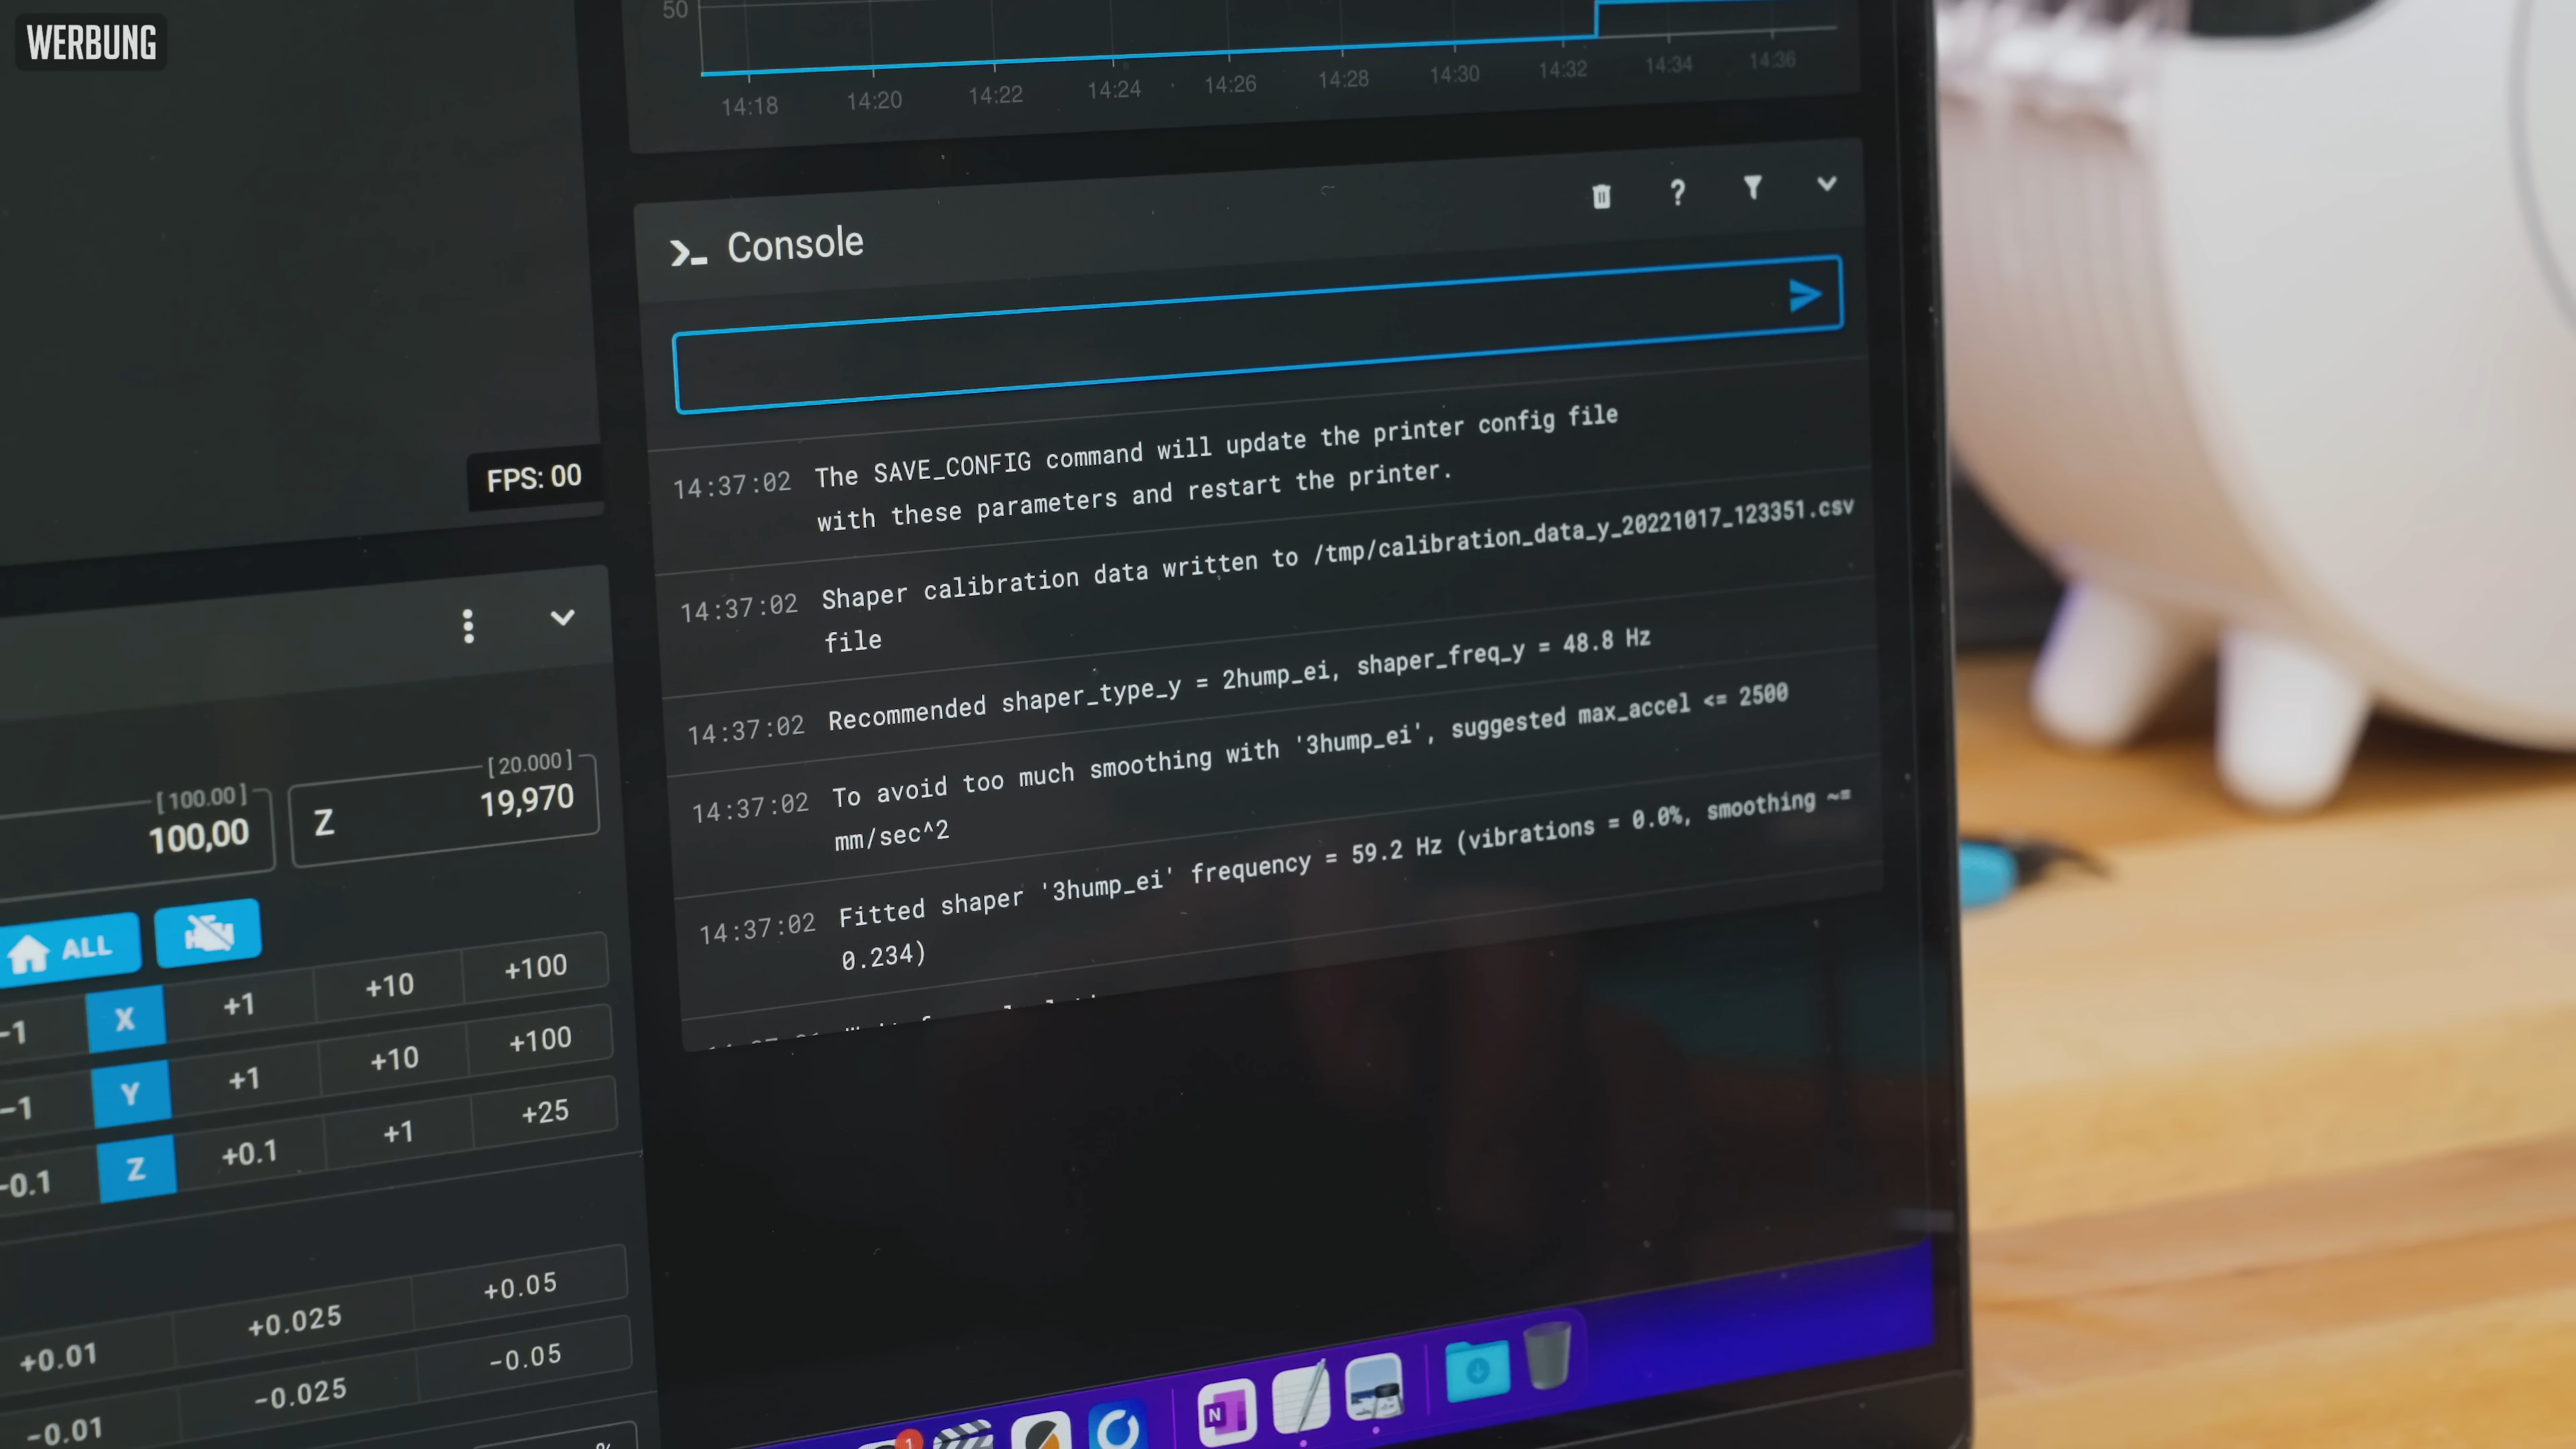 WERBUNG
50
14:18 14:20 14:22 14:24 14:26 14:28 14:30 14:32 14:34 14:36
Console
14:37:02 The SAVE_CONFIG command will update the printer config file
with these parameters and restart the printer.
14:37:02 Shaper calibration data written to /tmp/calibration_data_y_20221017_123351.csv
file
14:37:02 Recommended shaper_type_y = 2hump_ei, shaper_freq_y = 48.8 Hz
14:37:02 To avoid too much smoothing with '3hump_ei', suggested max_accel <= 2500
mm/sec^2
14:37:02 Fitted shaper '3hump_ei' frequency = 59.2 Hz (vibrations = 0.0%, smoothing ~=
0.234)
FPS: 00
[ 100.00 ]
100,00
[ 20.000 ]
Z 19,970
ALL
-1 X +1 +10 +100
-1 Y +1 +10 +100
-0.1 Z +0.1 +1 +25
+0.01 +0.025 +0.05
-0.01 -0.025 -0.05
%
1
N